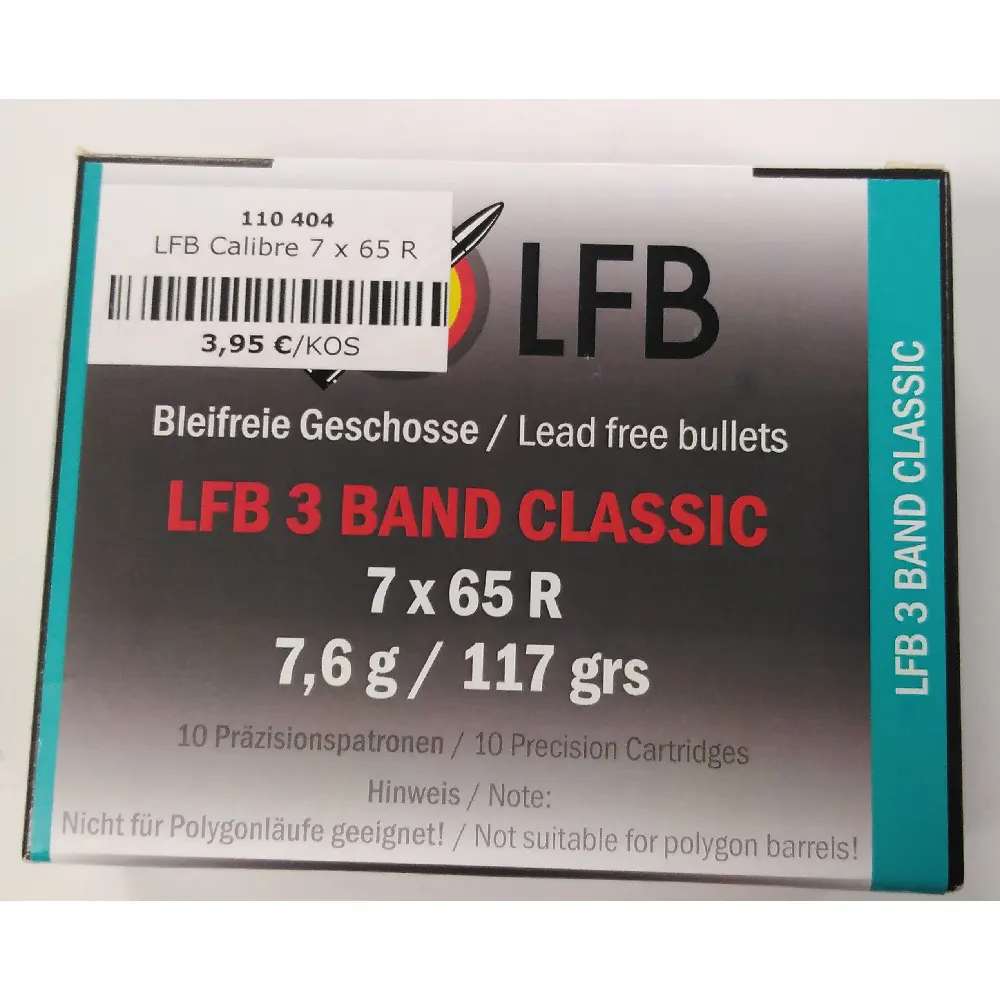 110 404
LFB Calibre 7 x 65 R
3,95 €/KOS
LFB
Bleifreie Geschosse / Lead free bullets
LFB 3 BAND CLASSIC
7 x 65 R
7,6 g / 117 grs
10 Präzisionspatronen / 10 Precision Cartridges
Hinweis / Note:
Nicht für Polygonläufe geeignet! / Not suitable for polygon barrels!
LFB 3 BAND CLASSIC